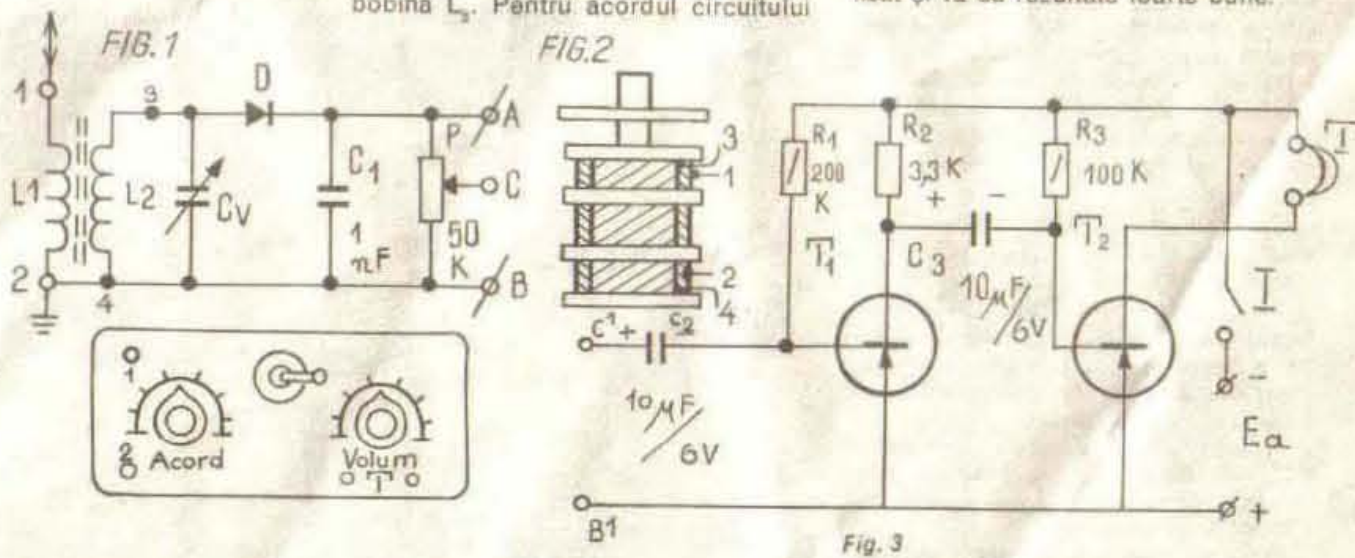 bobina L₂. Pentru acordul circuitului
FIG. 1
1
2
L1
L2
3
4
Cv
D
C1
1
nF
P
50
K
A
C
B
1
2
Acord
Volum
T
FIG.2
3
1
2
4
C1 +
C2
10µF/
6V
B1
R1
200
K
T1
R2
3,3 K
+
-
C3
10µF
/6V
R3
100 K
T2
T
I
-
Ea
+
Fig. 3